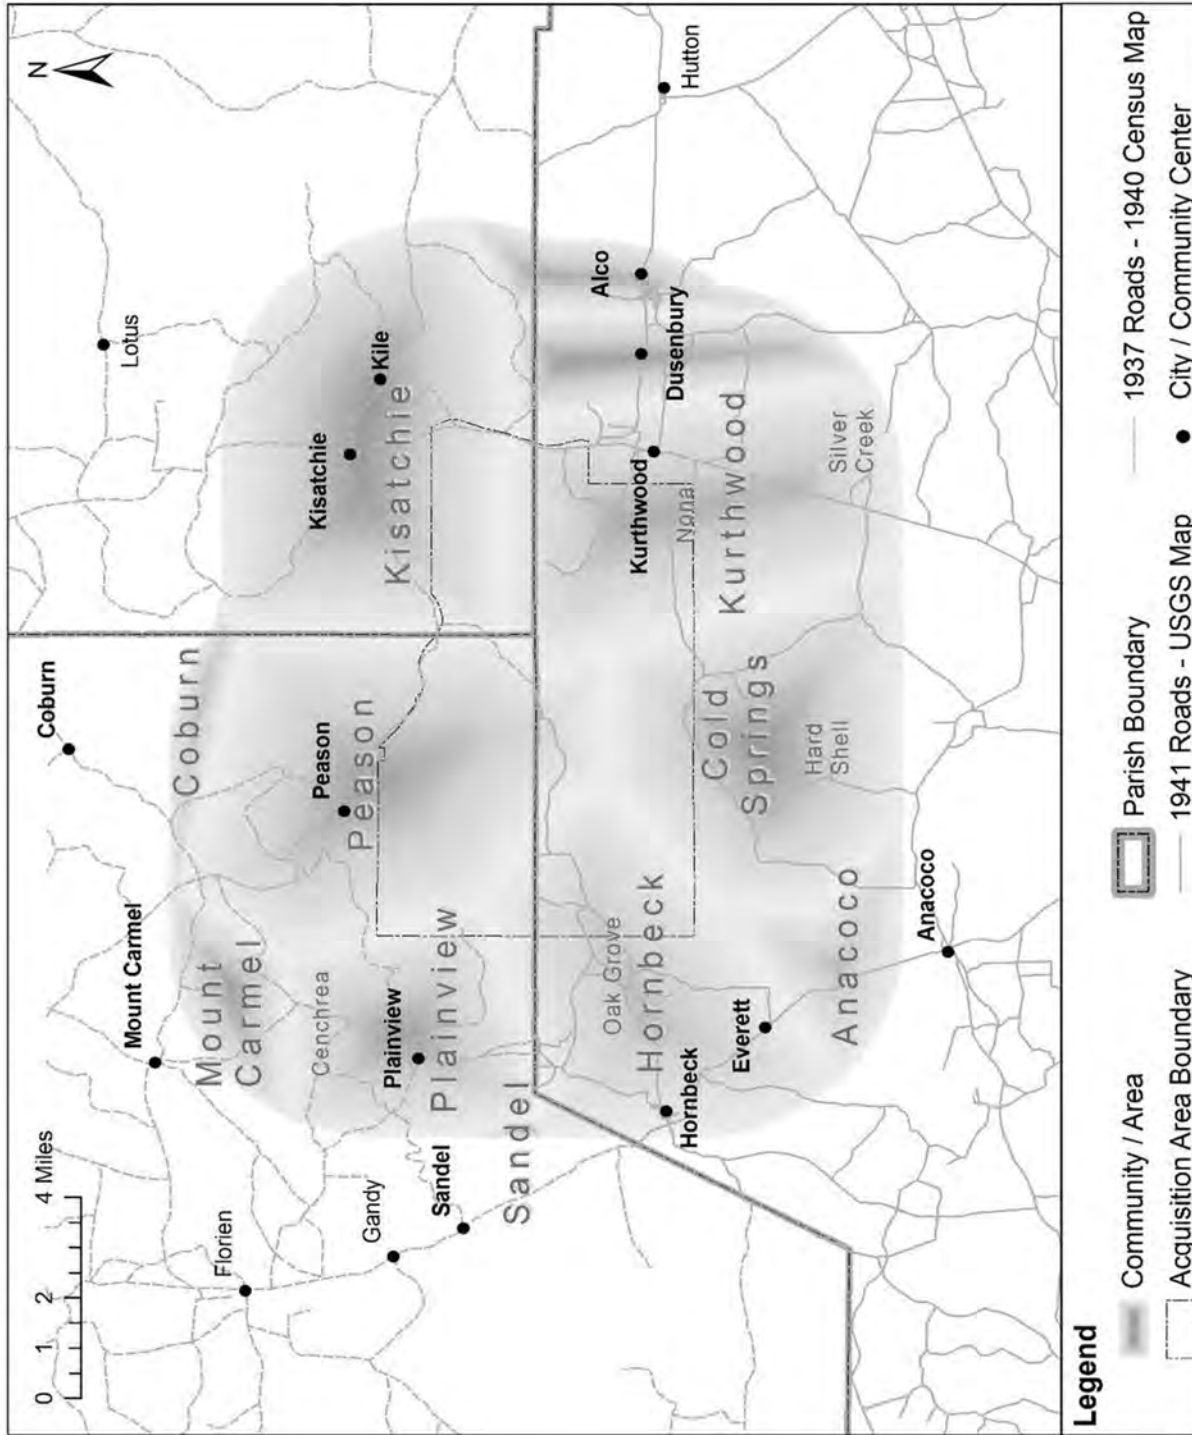 N
0 1 2 4 Miles
Coburn
Lotus
Mount Carmel
Coburn
Mount
Carmel
Florien
Peason
Kisatchie
Kile
Cenchrea
Peason
Kisatchie
Gandy
Plainview
Plainview
Sandel
Sandel
Oak Grove
Hornbeck
Hornbeck
Kurthwood
Nona
Dusenbury
Alco
Hutton
Cold
Springs
Kurthwood
Everett
Hard
Shell
Silver
Creek
Anacoco
Anacoco
Legend
Community / Area
Parish Boundary
1937 Roads - 1940 Census Map
Acquisition Area Boundary
1941 Roads - USGS Map
City / Community Center